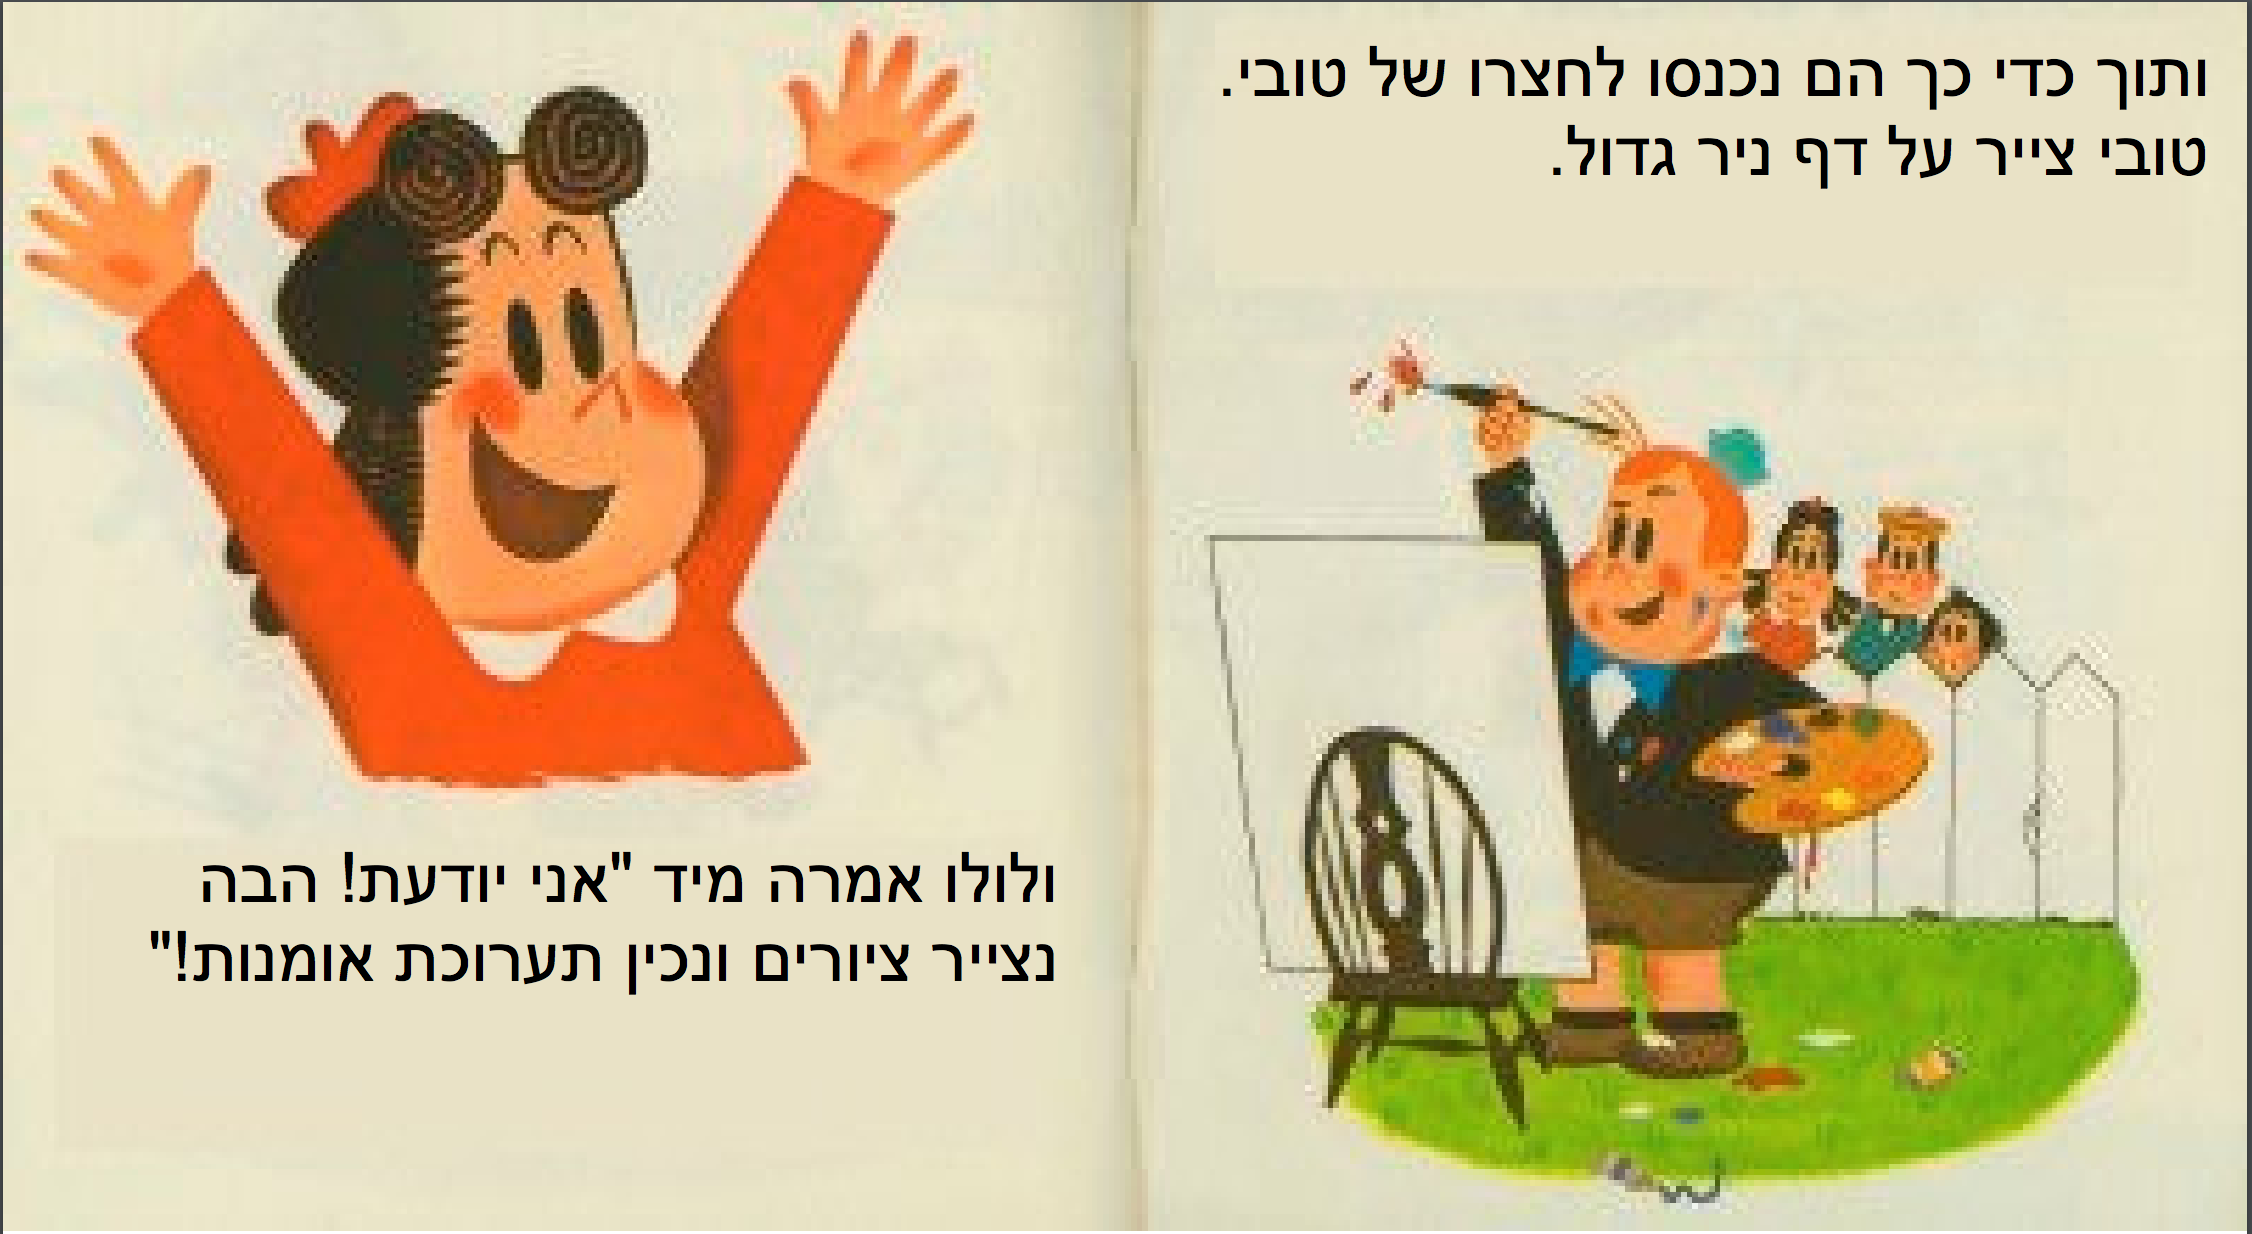 ותוך כדי כך הם נכנסו לחצרו של טובי.
טובי צייר על דף ניר גדול.
ולולו אמרה מיד "אני יודעת! הבה
נצייר ציורים ונכין תערוכת אומנות!"